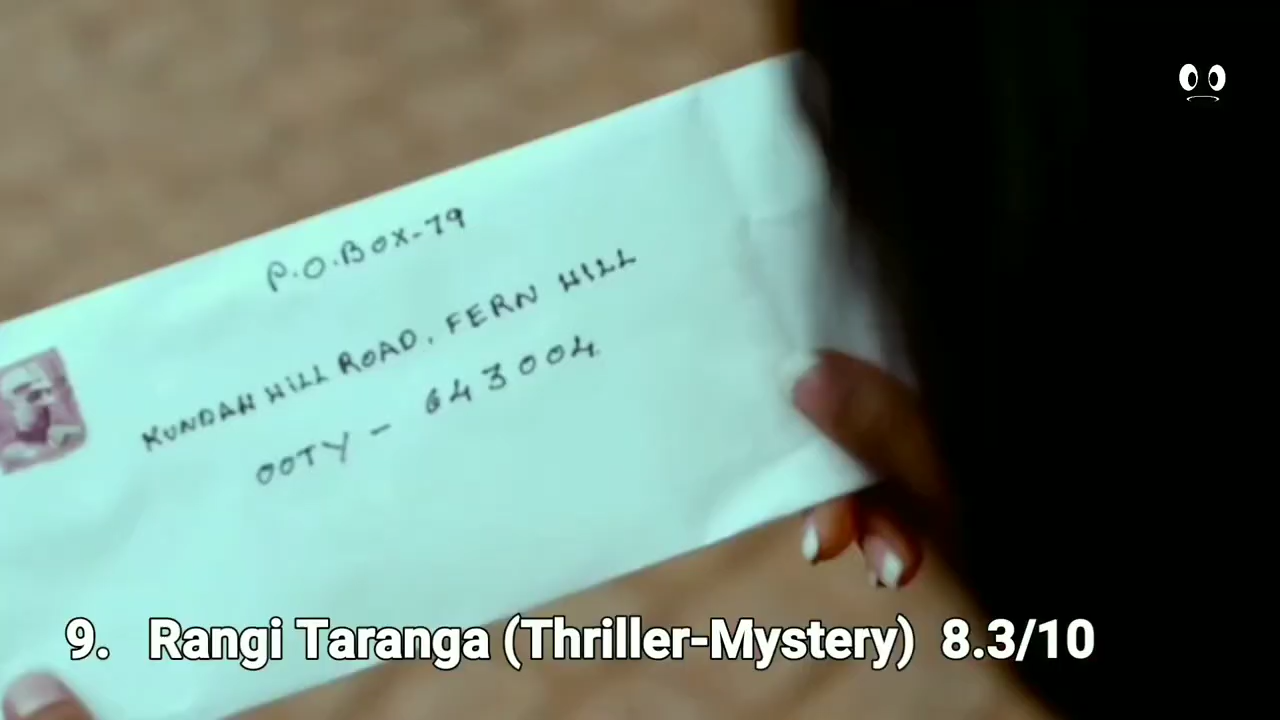 P.O.BOX-79
KUNDAH HILL ROAD, FERN HILL
OOTY - 643004
9. Rangi Taranga (Thriller-Mystery) 8.3/10